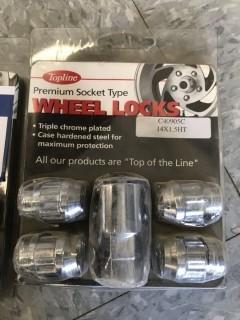 Topline
Premium Socket Type
WHEEL LOCKS
C40905C
14X1.5HT
• Triple chrome plated
• Case hardened steel for
maximum protection
All our products are "Top of the Line"